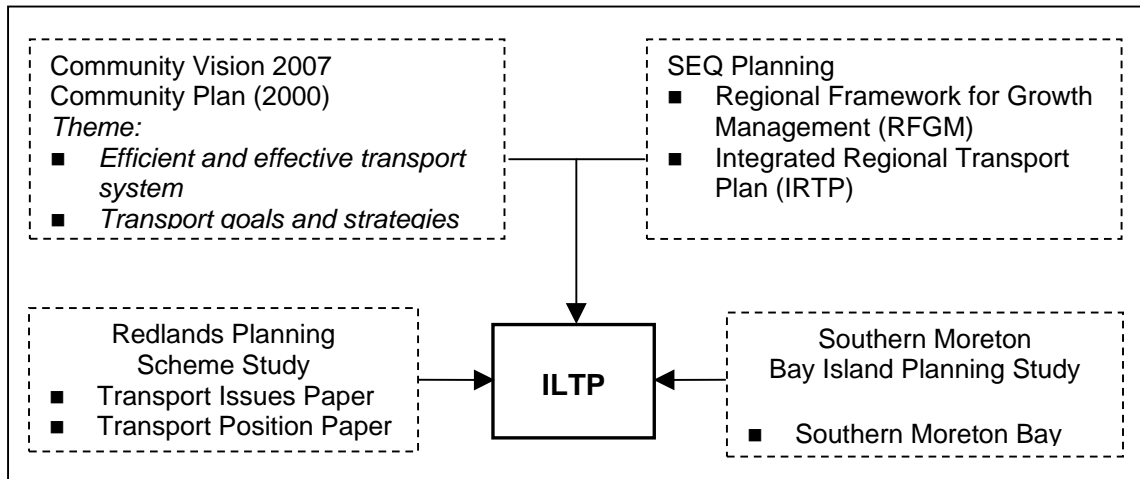 Community Vision 2007
Community Plan (2000)
Theme:
■ Efficient and effective transport
system
■ Transport goals and strategies
SEQ Planning
■ Regional Framework for Growth
Management (RFGM)
■ Integrated Regional Transport
Plan (IRTP)
Redlands Planning
Scheme Study
■ Transport Issues Paper
■ Transport Position Paper
ILTP
Southern Moreton
Bay Island Planning Study
■ Southern Moreton Bay